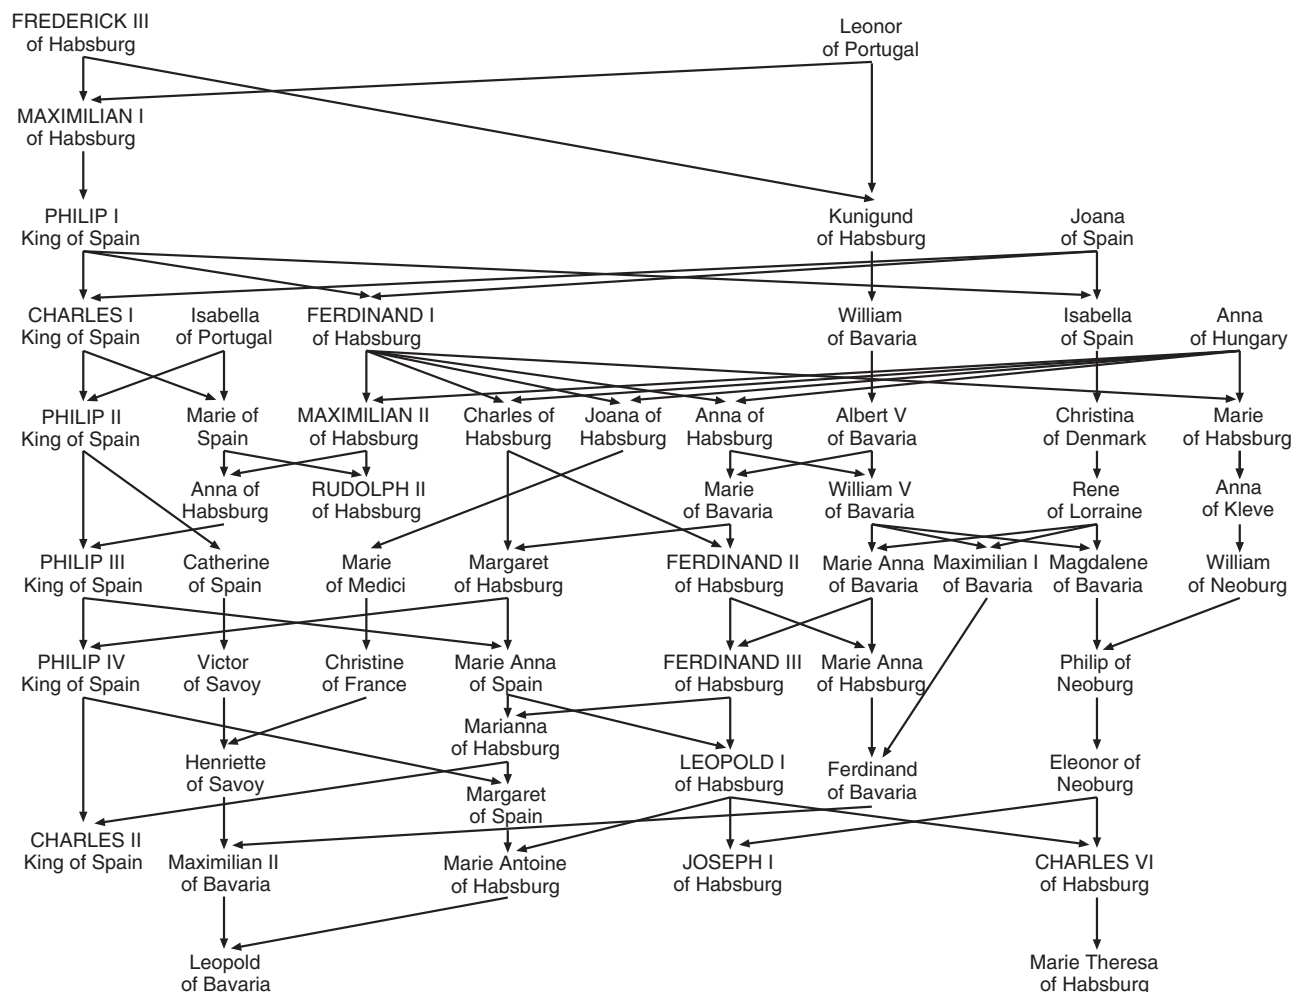 FREDERICK III
of Habsburg
Leonor
of Portugal
MAXIMILIAN I
of Habsburg
PHILIP I
King of Spain
Kunigund
of Habsburg
Joana
of Spain
CHARLES I
King of Spain
Isabella
of Portugal
FERDINAND I
of Habsburg
William
of Bavaria
Isabella
of Spain
Anna
of Hungary
PHILIP II
King of Spain
Marie of
Spain
MAXIMILIAN II
of Habsburg
Charles of
Habsburg
Joana of
Habsburg
Anna of
Habsburg
Albert V
of Bavaria
Christina
of Denmark
Marie
of Habsburg
Anna of
Habsburg
RUDOLPH II
of Habsburg
Marie
of Bavaria
William V
of Bavaria
Rene
of Lorraine
Anna
of Kleve
PHILIP III
King of Spain
Catherine
of Spain
Marie
of Medici
Margaret
of Habsburg
FERDINAND II
of Habsburg
Marie Anna
of Bavaria
Maximilian I
of Bavaria
Magdalene
of Bavaria
William
of Neoburg
PHILIP IV
King of Spain
Victor
of Savoy
Christine
of France
Marie Anna
of Spain
FERDINAND III
of Habsburg
Marie Anna
of Habsburg
Philip of
Neoburg
Marianna
of Habsburg
Henriette
of Savoy
LEOPOLD I
of Habsburg
Ferdinand
of Bavaria
Eleonor of
Neoburg
Margaret
of Spain
CHARLES II
King of Spain
Maximilian II
of Bavaria
Marie Antoine
of Habsburg
JOSEPH I
of Habsburg
CHARLES VI
of Habsburg
Leopold
of Bavaria
Marie Theresa
of Habsburg